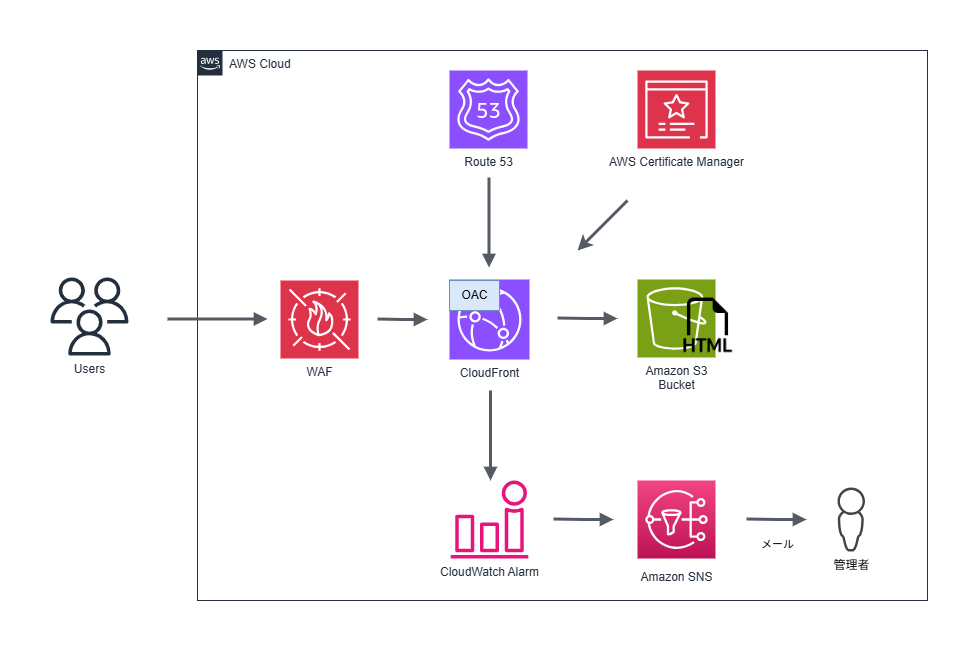 aws
AWS Cloud
53
Route 53
AWS Certificate Manager
OAC
HTML
Users
WAF
CloudFront
Amazon S3
Bucket
メール
CloudWatch Alarm
Amazon SNS
管理者